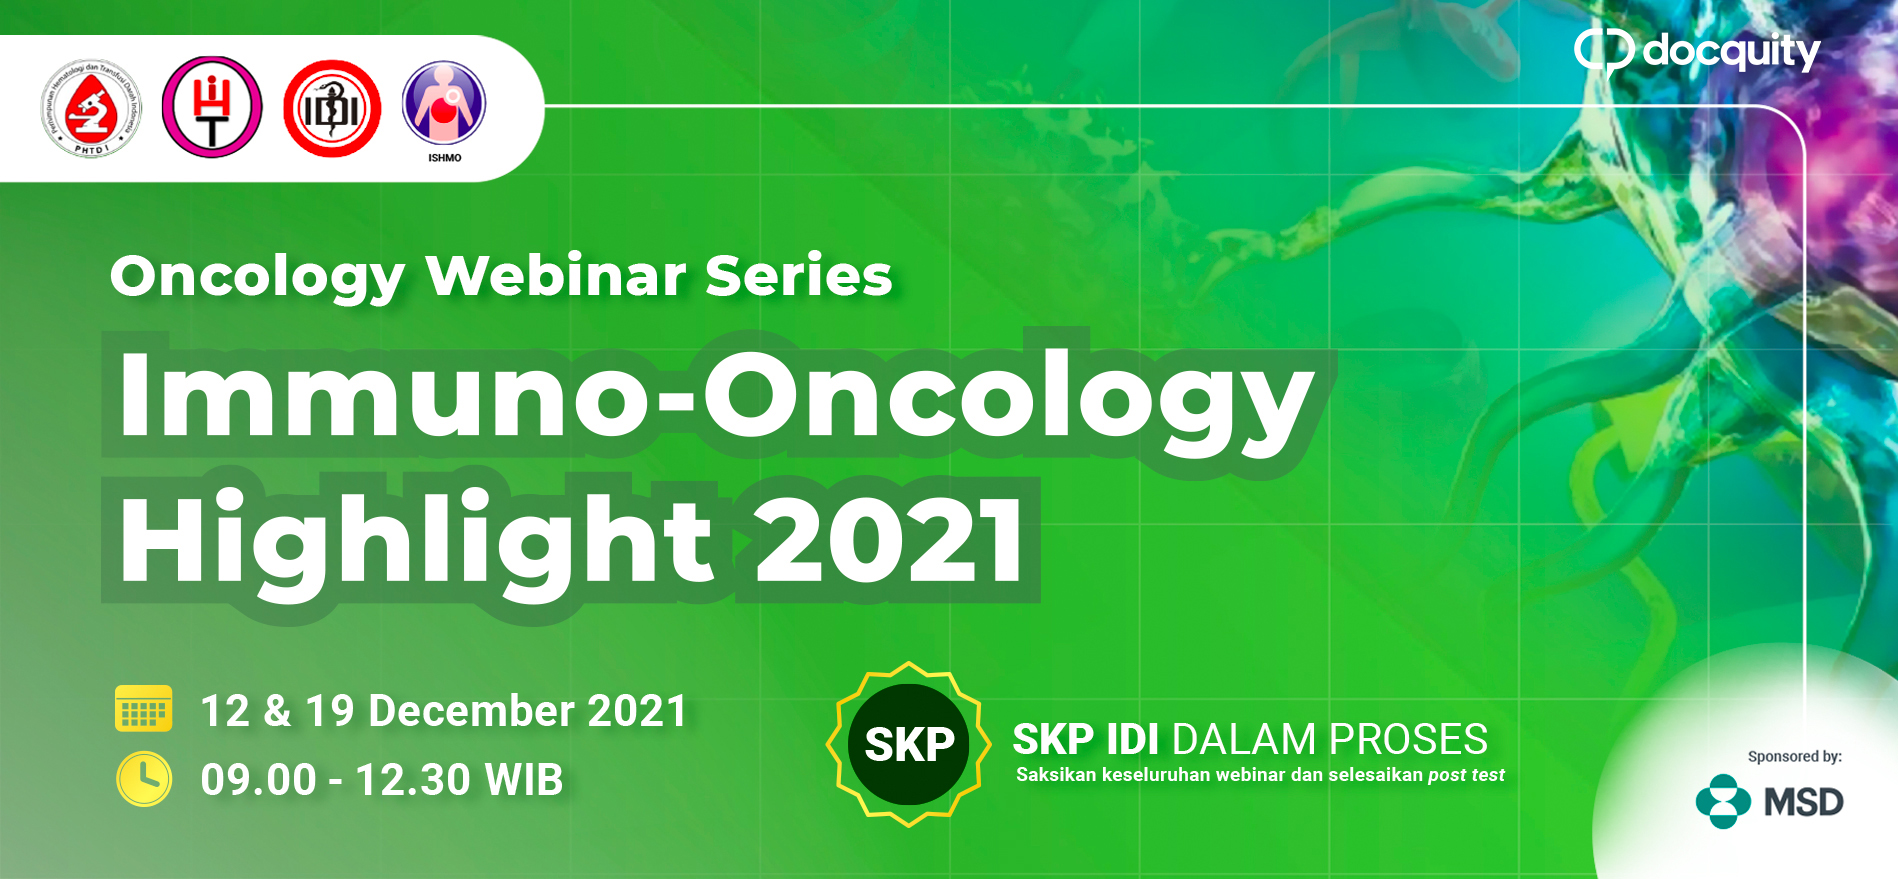 Perhimpunan Hematologi dan Transfusi Darah Indonesia
PHTDI
HiT
IDI
ISHMO
docquity
Oncology Webinar Series
Immuno-Oncology
Highlight 2021
12 & 19 December 2021
09.00 - 12.30 WIB
SKP
SKP IDI DALAM PROSES
Saksikan keseluruhan webinar dan selesaikan post test
Sponsored by:
MSD